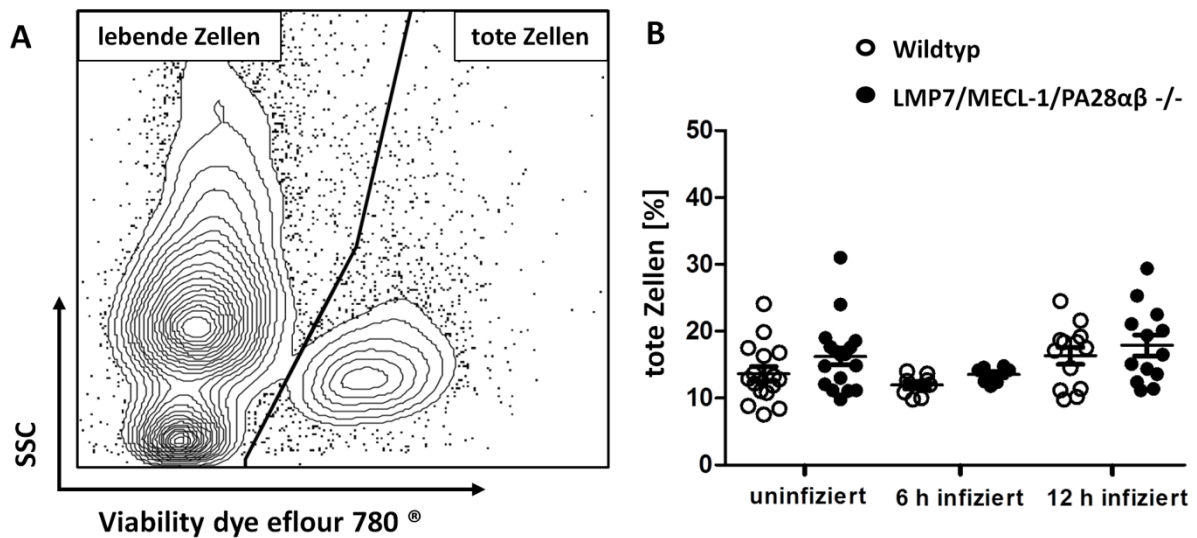 A
lebende Zellen
tote Zellen
SSC
Viability dye eflour 780 ®
B
Wildtyp
LMP7/MECL-1/PA28αβ -/-
tote Zellen [%]
50
40
30
20
10
0
uninfiziert
6 h infiziert
12 h infiziert